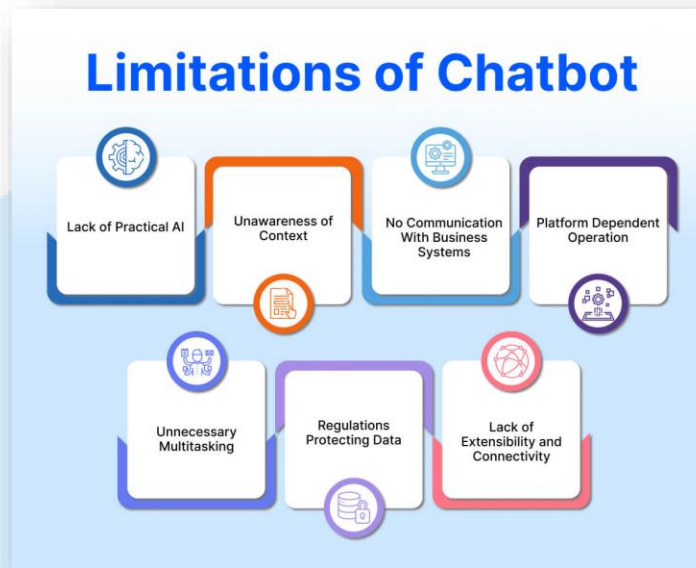 Limitations of Chatbot
Lack of Practical AI
Unawareness of
Context
No Communication
With Business
Systems
Platform Dependent
Operation
Unnecessary
Multitasking
Regulations
Protecting Data
Lack of
Extensibility and
Connectivity